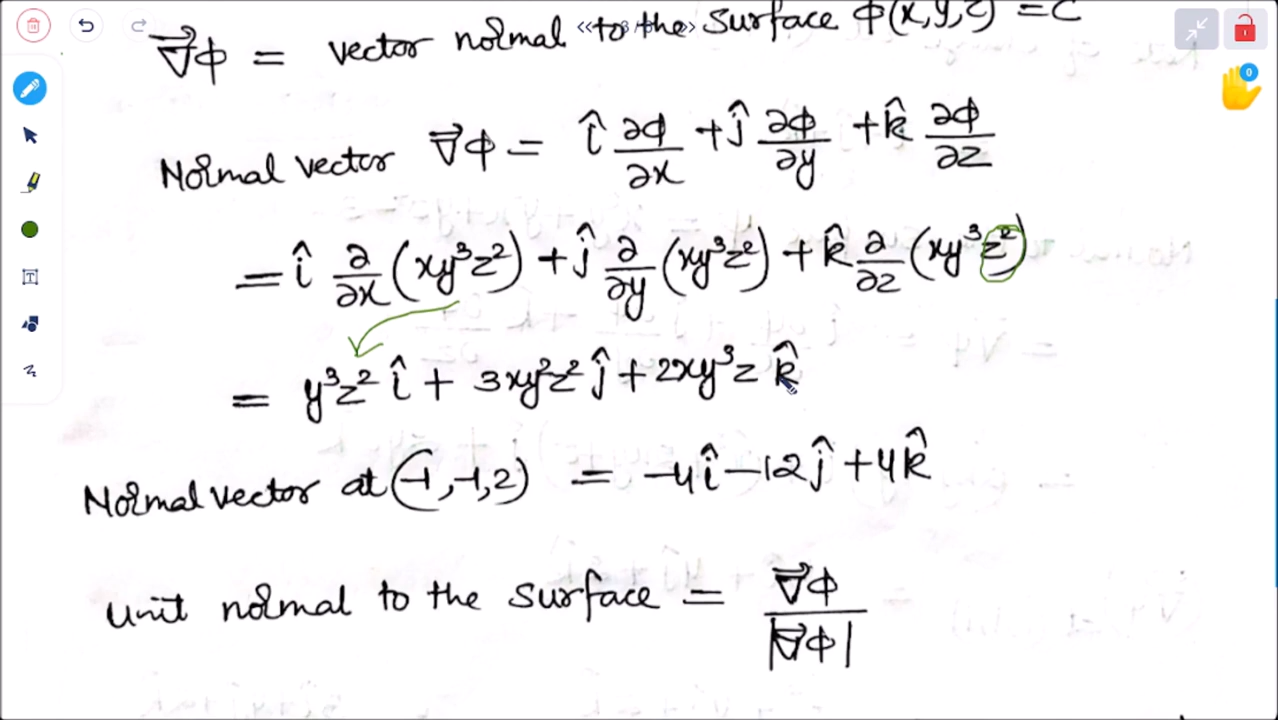 ∇⃗φ = vector normal to the surface φ(x,y,z) = c
Normal vector ∇⃗φ = î ∂φ/∂x + ĵ ∂φ/∂y + k̂ ∂φ/∂z
= î ∂/∂x (xy³z²) + ĵ ∂/∂y (xy³z²) + k̂ ∂/∂z (xy³z²)
= y³z² î + 3xy²z² ĵ + 2xy³z k̂
Normal vector at (-1,-1,2) = -4î -12ĵ +4k̂
unit normal to the surface = ∇⃗φ/|∇⃗φ|